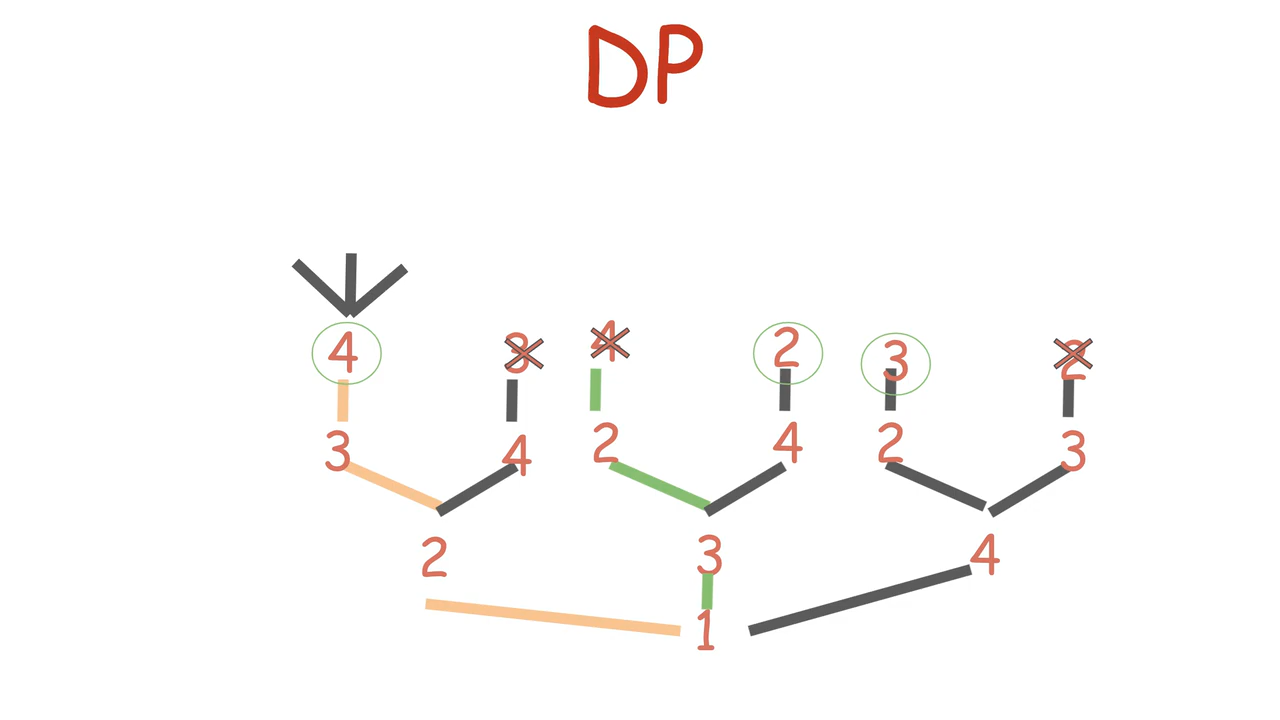 DP
4 3 4 2 3 2
3 4 2 4 2 3
2 3 4
1